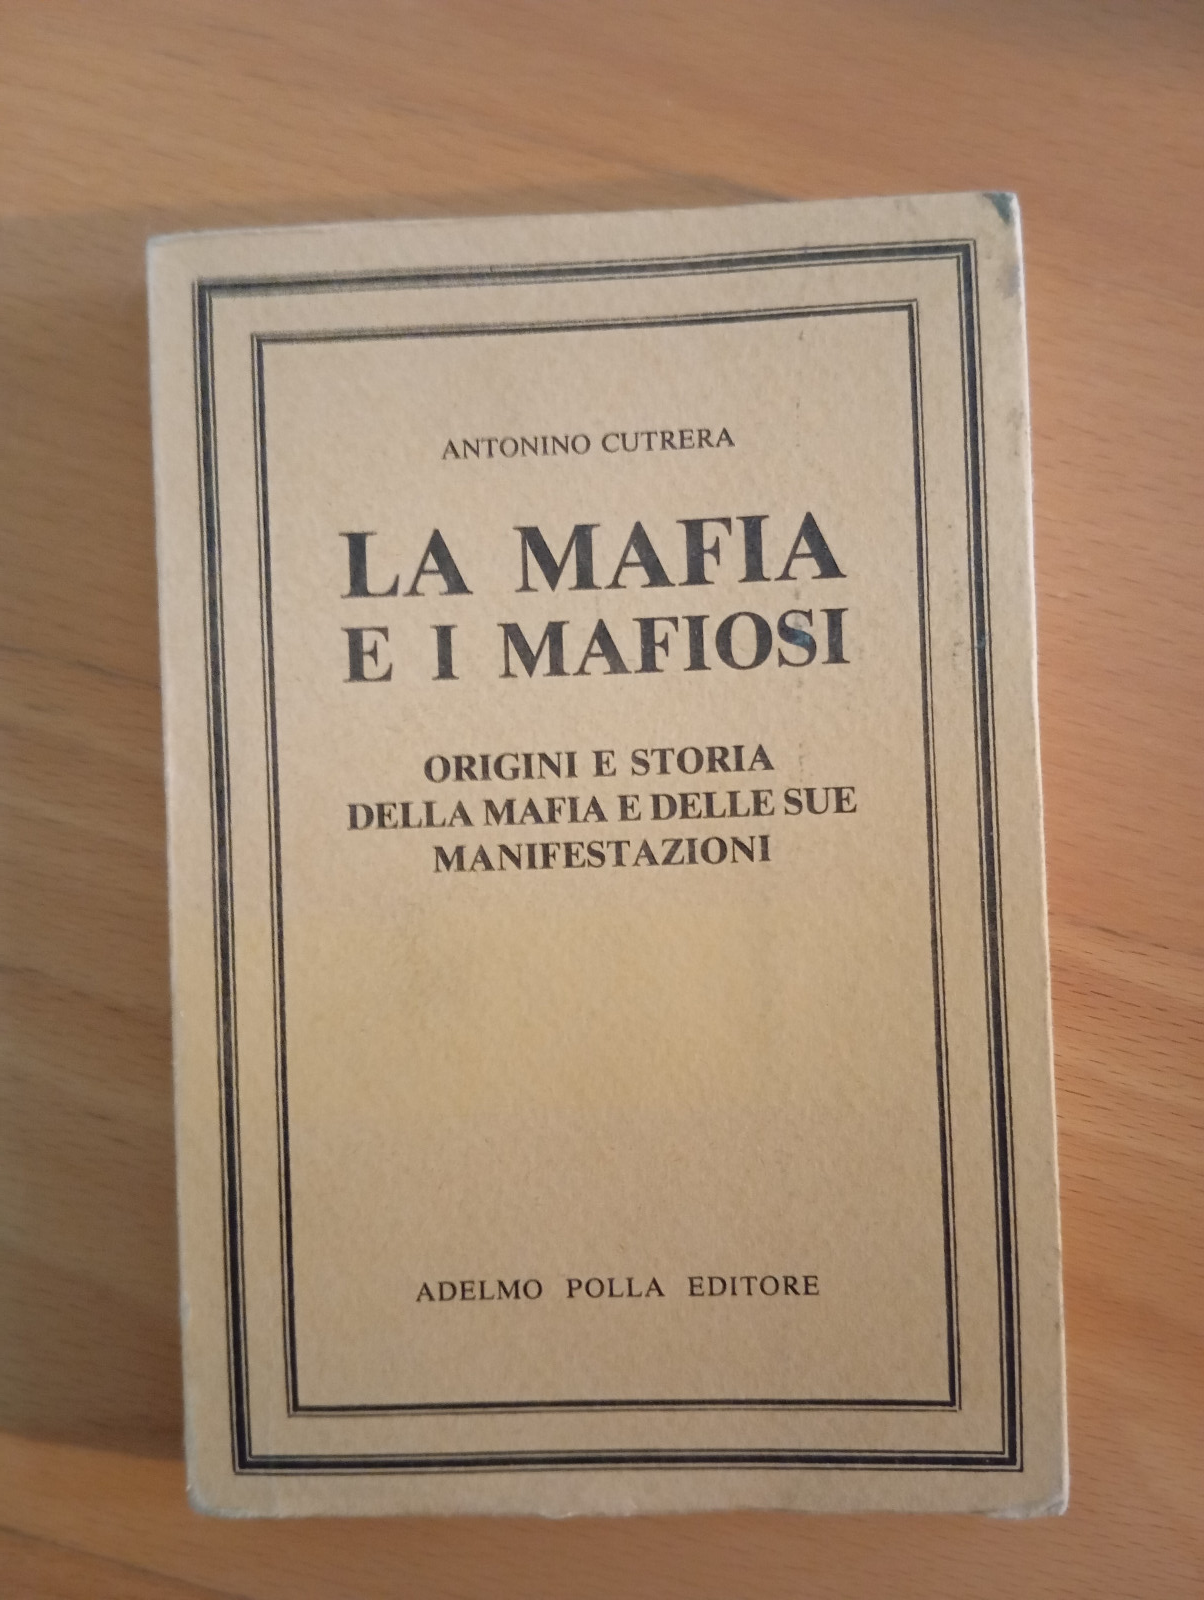 ANTONINO CUTRERA
LA MAFIA
E I MAFIOSI
ORIGINI E STORIA
DELLA MAFIA E DELLE SUE
MANIFESTAZIONI
ADELMO POLLA EDITORE